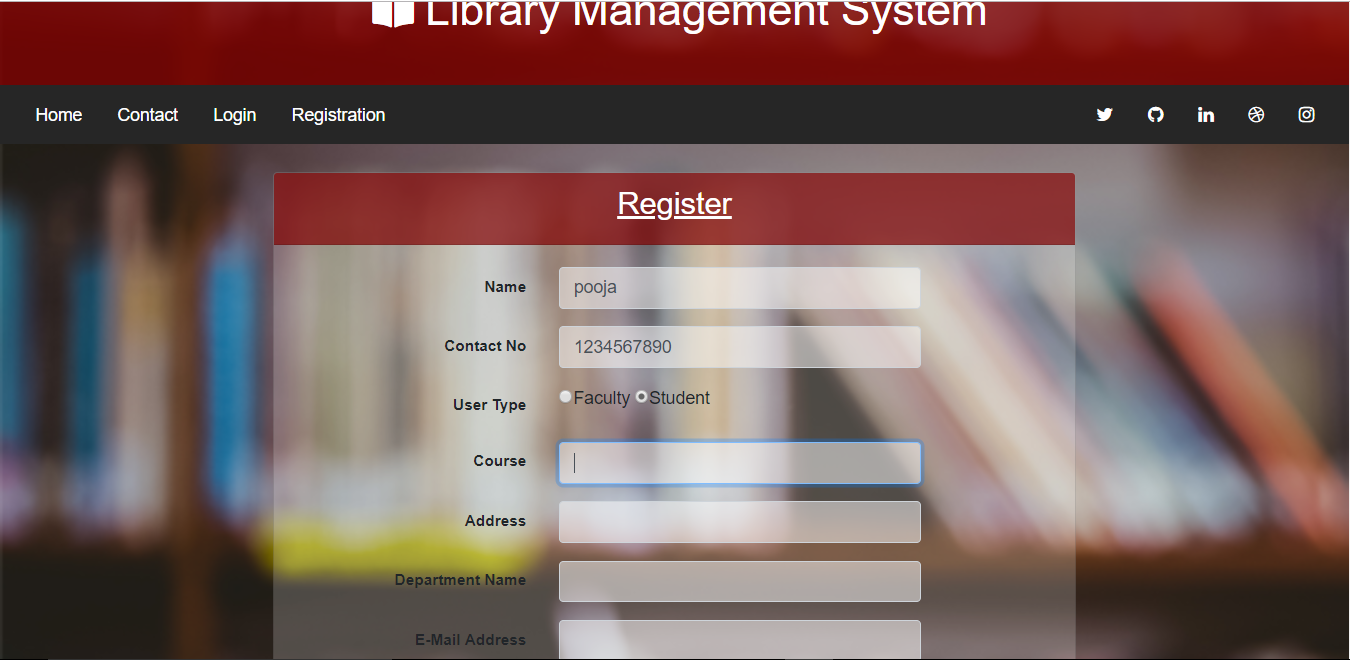 Library Management System
Home Contact Login Registration
Register
Name pooja
Contact No 1234567890
User Type Faculty Student
Course
Address
Department Name
E-Mail Address